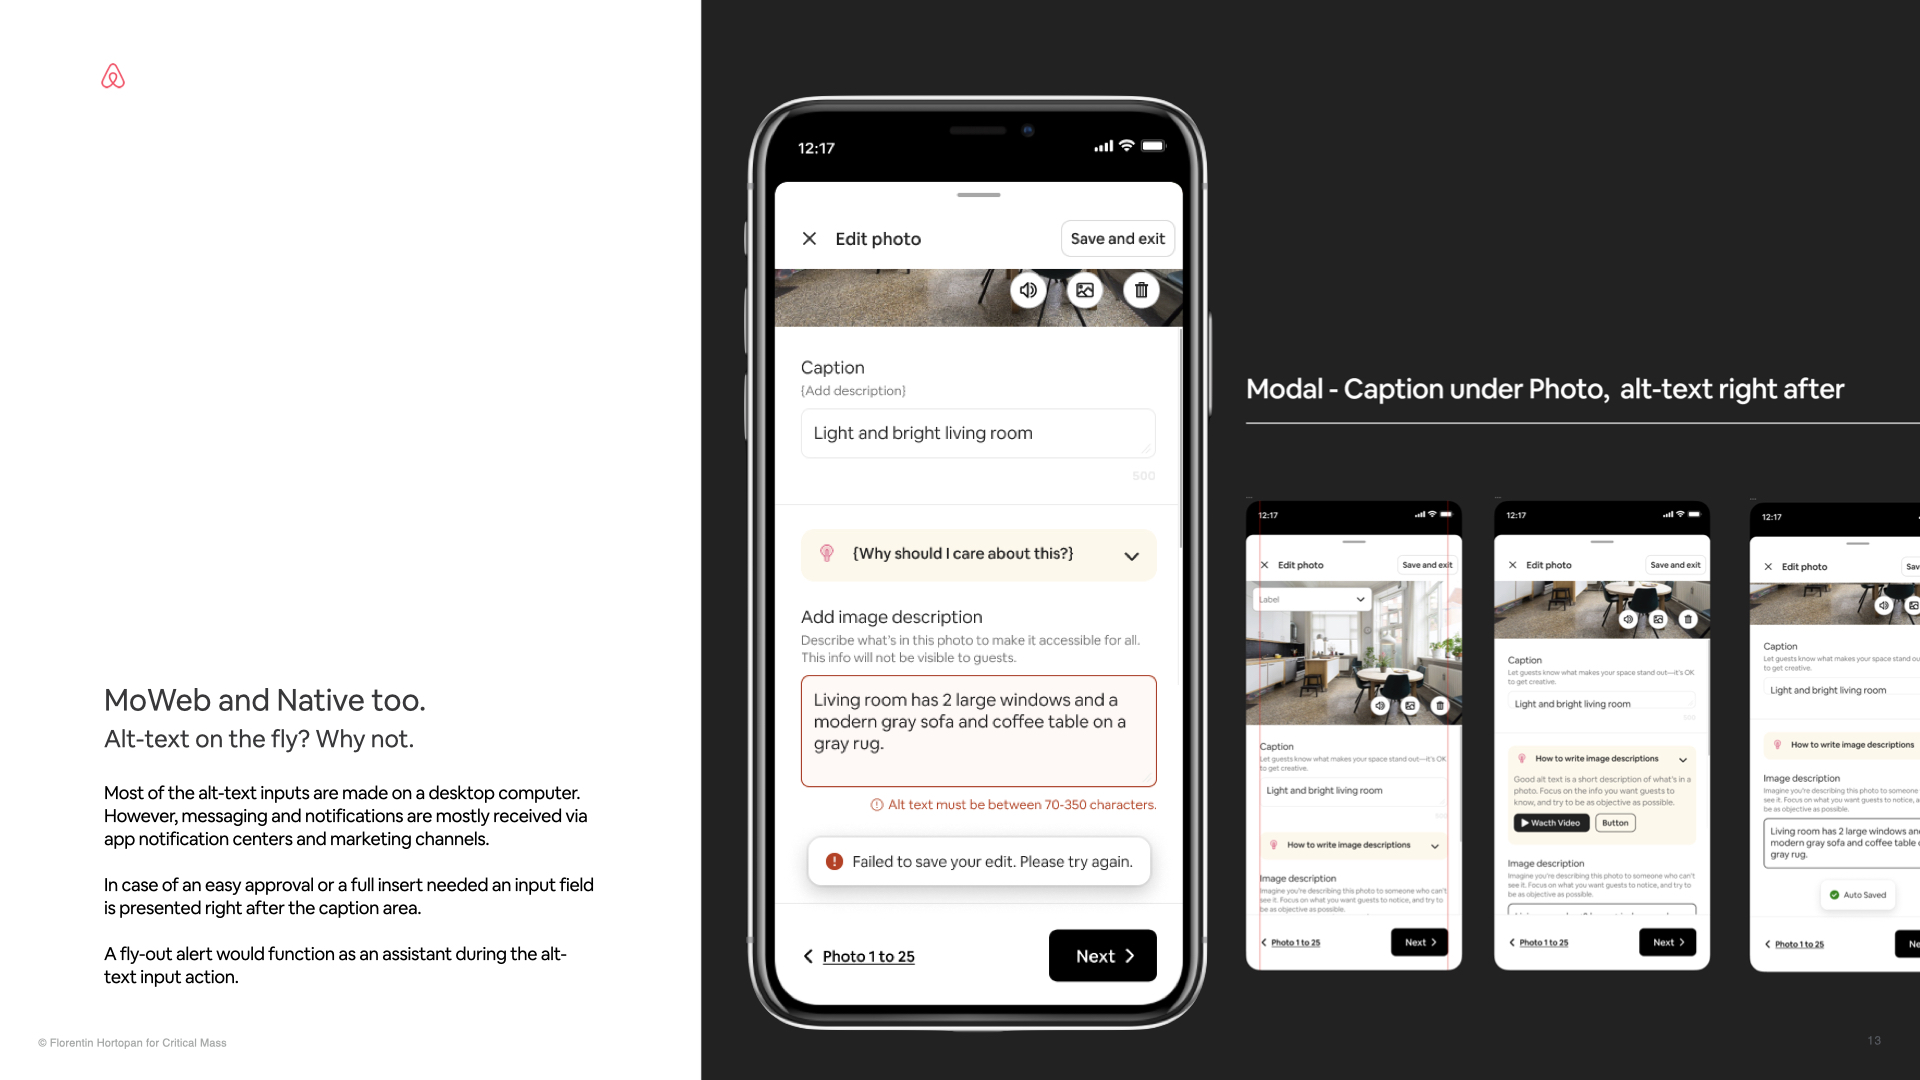 MoWeb and Native too.
Alt-text on the fly? Why not.
Most of the alt-text inputs are made on a desktop computer.
However, messaging and notifications are mostly received via
app notification centers and marketing channels.
In case of an easy approval or a full insert needed an input field
is presented right after the caption area.
A fly-out alert would function as an assistant during the alt-
text input action.
© Florentin Hortopan for Critical Mass
12:17
Edit photo
Save and exit
Caption
{Add description}
Light and bright living room
500
{Why should I care about this?}
Add image description
Describe what's in this photo to make it accessible for all.
This info will not be visible to guests.
Living room has 2 large windows and a
modern gray sofa and coffee table on a
gray rug.
Alt text must be between 70-350 characters.
Failed to save your edit. Please try again.
Photo 1 to 25
Next
Modal - Caption under Photo, alt-text right after
12:17
Edit photo
Save and exit
Label
Caption
Let guests know what makes your space stand out—it's OK
to get creative.
Light and bright living room
500
How to write image descriptions
Image description
Imagine you're describing this photo to someone who can't
see it. Focus on what you want guests to notice, and try to
be as objective as possible.
Photo 1 to 25
Next
12:17
Edit photo
Save and exit
Caption
Let guests know what makes your space stand out—it's OK
to get creative.
Light and bright living room
500
How to write image descriptions
Good alt text is a short description of what's in a
photo. Focus on the info you want guests to
know, and try to be as objective as possible.
Wacth Video
Button
Image description
Imagine you're describing this photo to someone who can't
see it. Focus on what you want guests to notice, and try to
be as objective as possible.
Photo 1 to 25
Next
12:17
Edit photo
Sav
Caption
Let guests know what makes your space stand ou
to get creative.
Light and bright living room
How to write image descriptions
Image description
Imagine you're describing this photo to someone
see it. Focus on what you want guests to notice, a
be as objective as possible.
Living room has 2 large windows an
modern gray sofa and coffee table
gray rug.
Auto Saved
Photo 1 to 25
Ne
13